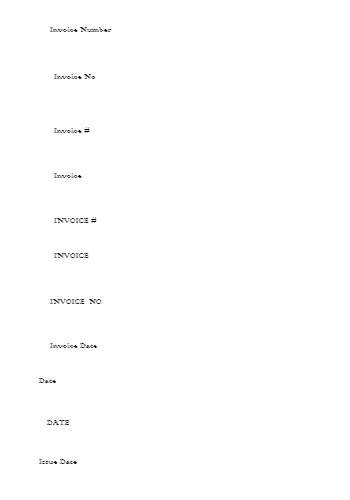 Invoice Number
Invoice No
Invoice #
Invoice
INVOICE #
INVOICE
INVOICE NO
Invoice Date
Date
DATE
Issue Date